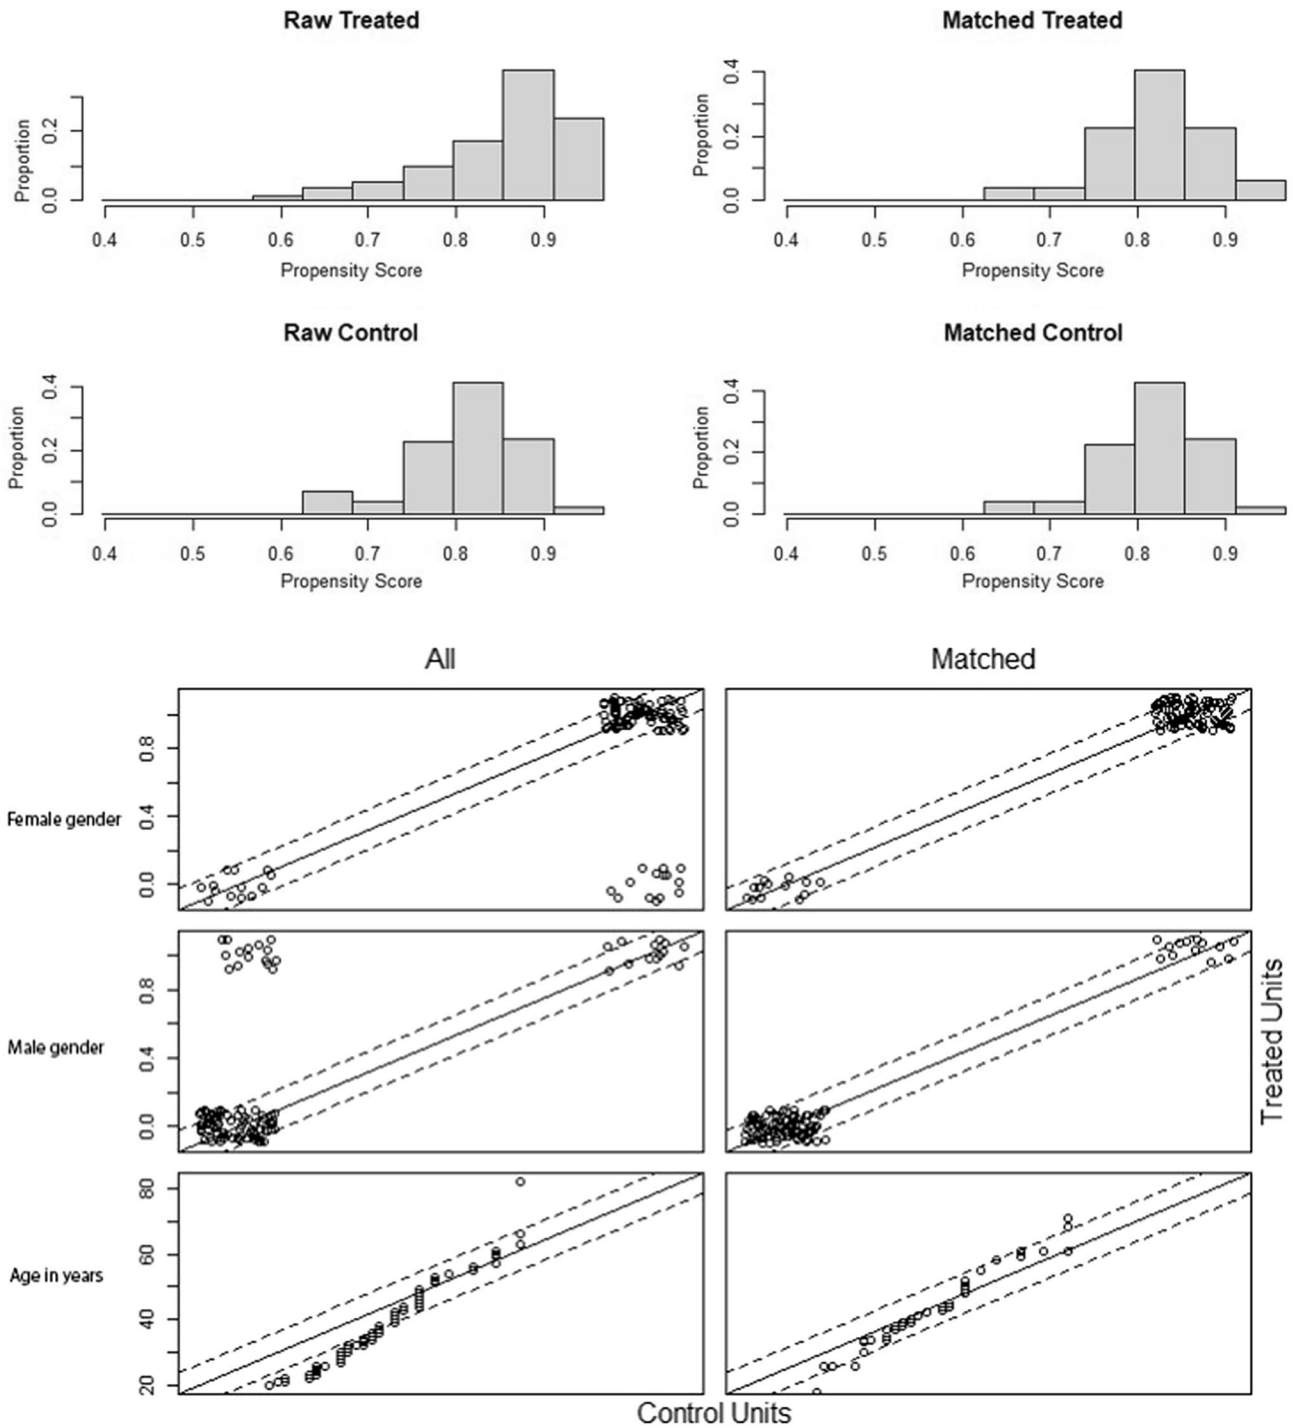 Raw Treated
Matched Treated
Proportion
0.0 0.2
0.4 0.5 0.6 0.7 0.8 0.9
Propensity Score
Proportion
0.0 0.2 0.4
0.4 0.5 0.6 0.7 0.8 0.9
Propensity Score
Raw Control
Matched Control
Proportion
0.0 0.2 0.4
0.4 0.5 0.6 0.7 0.8 0.9
Propensity Score
Proportion
0.0 0.2 0.4
0.4 0.5 0.6 0.7 0.8 0.9
Propensity Score
All
Matched
Female gender
0.0 0.4 0.8
Male gender
0.0 0.4 0.8
Age in years
20 40 60 80
Treated Units
Control Units